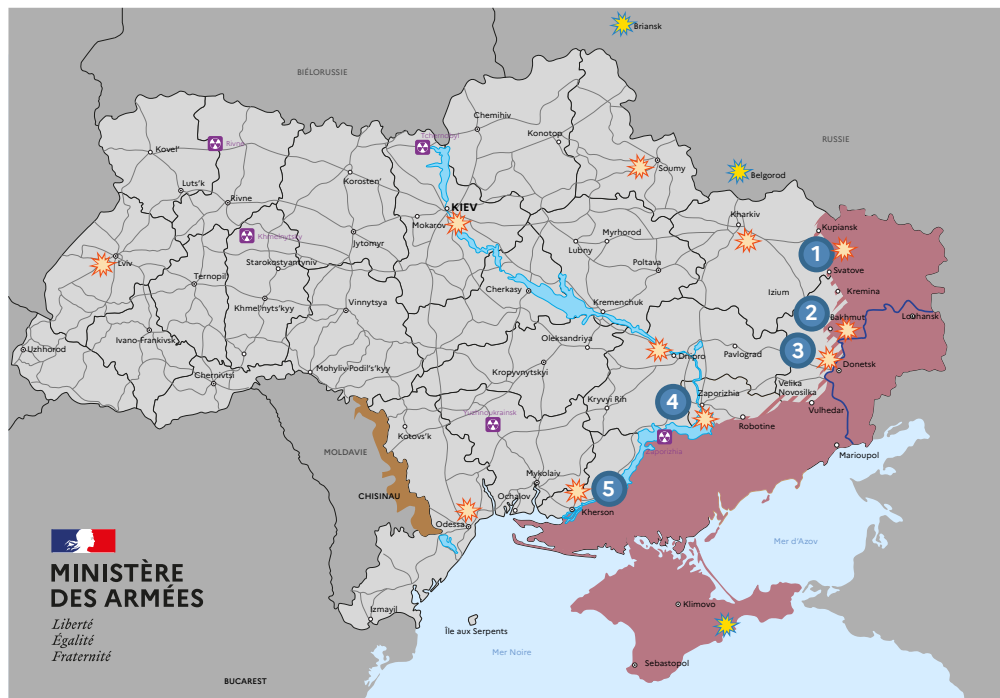 Briansk
BIÉLORUSSIE
Chernihiv
Tchernobyl
Konotop
RUSSIE
Rivne
Kovel'
Soumy
Belgorod
Korosten'
Luts'k
Rivne
KIEV
Kharkiv
Mokarov
Kupiansk
Myrhorod
Khmelnytsky
Jytomyr
Lubny
1
Lviv
Starokostyantyniv
Poltava
Svatove
Ternopil
Cherkasy
Izium
Kremina
Vinnytsya
Kremenchuk
Khmel'nyts'kyy
2
Bakhmut
Louhansk
Ivano-Frankivsk
Oleksandriya
Uzhhorod
3
Pavlograd
Dnipro
Donetsk
Mohyliv-Podil's'kyy
Kropyvnytskyi
Chernivtsi
Velika
Novosilka
Zaporizhia
4
Kryvyi Rih
Vulhedar
Yuzhnoukrainsk
Robotine
Kotovs'k
MOLDAVIE
Zaporizhia
Marioupol
Mykolaiv
5
CHISINAU
Ochalov
Kherson
Odessa
Mer d'Azov
MINISTÈRE
DES ARMÉES
Liberté
Égalité
Fraternité
Klimovo
Izmayil
Île aux Serpents
Mer Noire
Sebastopol
BUCAREST